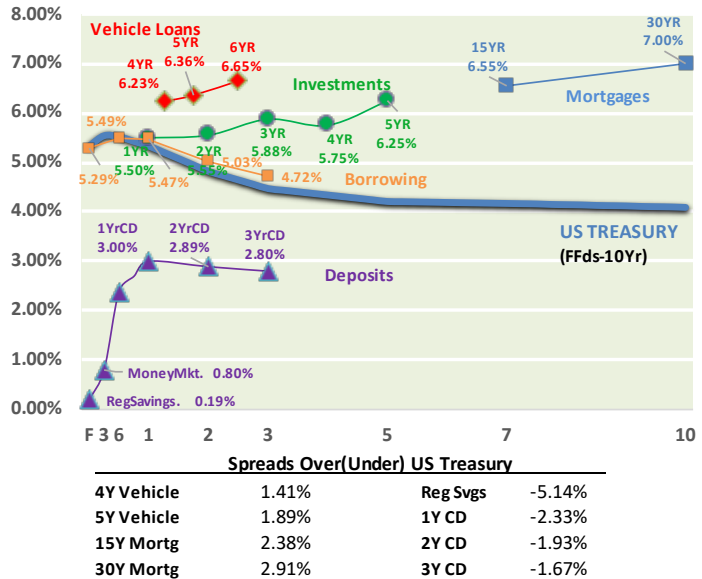 8.00%
7.00%
6.00%
5.00%
4.00%
3.00%
2.00%
1.00%
0.00%
Vehicle Loans
4YR
6.23%
5YR
6.36%
6YR
6.65%
Investments
1YR
5.50%
2YR
5.55%
3YR
5.88%
4YR
5.75%
5YR
6.25%
15YR
6.55%
30YR
7.00%
Mortgages
5.49%
5.29%
5.47%
5.03%
4.72%
Borrowing
US TREASURY
(FFds-10Yr)
1YrCD
3.00%
2YrCD
2.89%
3YrCD
2.80%
Deposits
MoneyMkt. 0.80%
RegSavings. 0.19%
F 3 6 1 2 3 5 7 10
Spreads Over(Under) US Treasury
4Y Vehicle 1.41% Reg Svgs -5.14%
5Y Vehicle 1.89% 1Y CD -2.33%
15Y Mortg 2.38% 2Y CD -1.93%
30Y Mortg 2.91% 3Y CD -1.67%